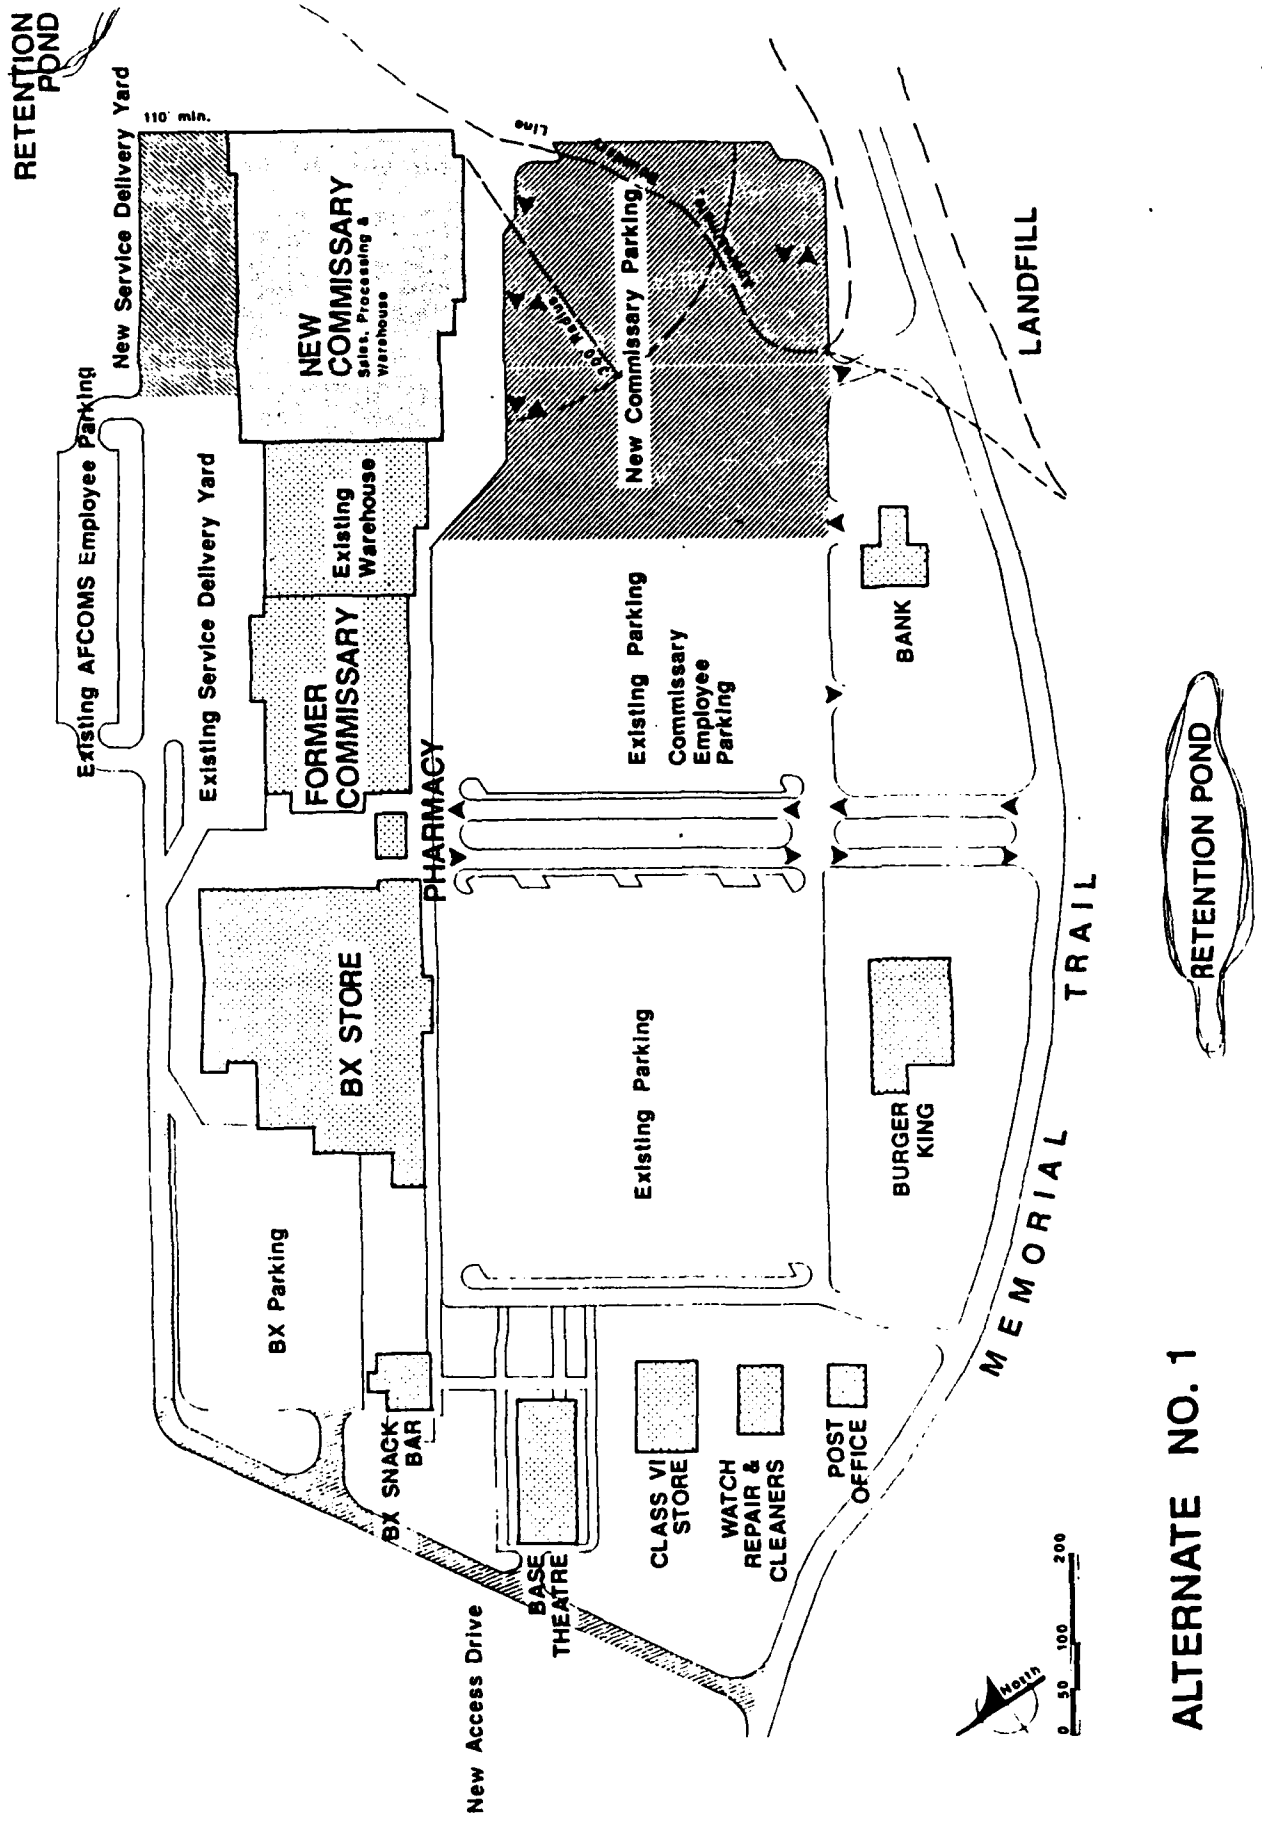 RETENTION
POND
110' min.
New Service Delivery Yard
Existing AFCOMS Employee Parking
Existing Service Delivery Yard
NEW
COMMISSARY
Sales, Processing &
Warehouse
Existing
Warehouse
FORMER
COMMISSARY
PHARMACY
BX STORE
BX Parking
BX SNACK
BAR
New Access Drive
BASE
THEATRE
CLASS VI
STORE
WATCH
REPAIR &
CLEANERS
POST
OFFICE
Existing Parking
Existing Parking
Commissary
Employee
Parking
New Commissary Parking
300' Radius
Line
BANK
BURGER
KING
LANDFILL
MEMORIAL TRAIL
RETENTION POND
North
0 50 100 200
ALTERNATE NO. 1